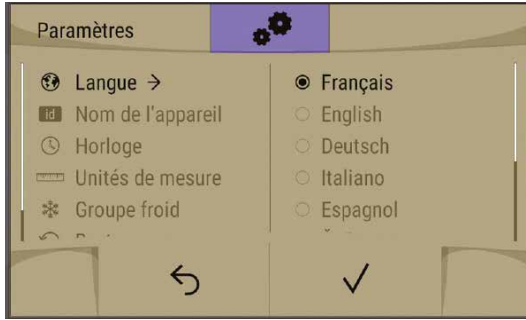 Paramètres
Langue →
id Nom de l'appareil
Horloge
Unités de mesure
Groupe froid
Français
English
Deutsch
Italiano
Espagnol